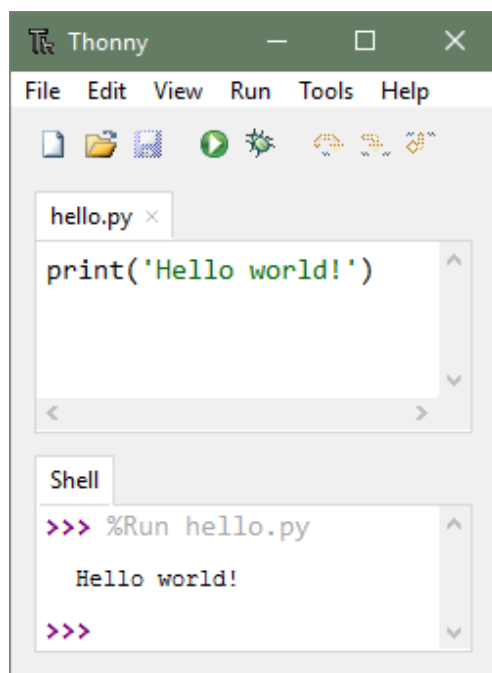 Thonny
File Edit View Run Tools Help
hello.py
print('Hello world!')
Shell
>>> %Run hello.py
Hello world!
>>>